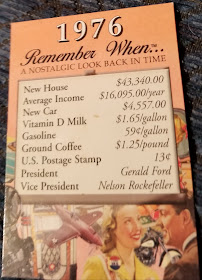 1976
Remember When...
A NOSTALGIC LOOK BACK IN TIME
New House $43,340.00
Average Income $16,095.00/year
New Car $4,557.00
Vitamin D Milk $1.65/gallon
Gasoline 59¢/gallon
Ground Coffee $1.25/pound
U.S. Postage Stamp 13¢
President Gerald Ford
Vice President Nelson Rockefeller